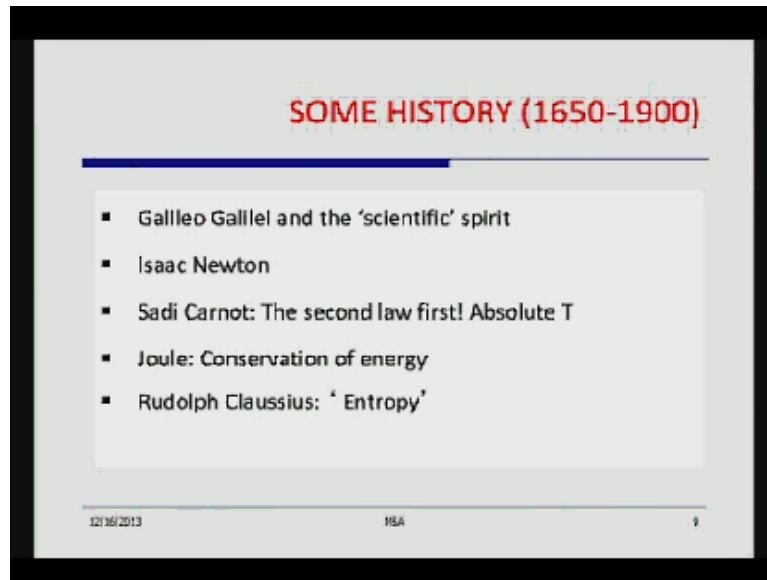 SOME HISTORY (1650-1900)
▪ Galileo Galilei and the ‘scientific’ spirit
▪ Isaac Newton
▪ Sadi Carnot: The second law first! Absolute T
▪ Joule: Conservation of energy
▪ Rudolph Claussius: ‘ Entropy’
12/16/2013 MSA 9